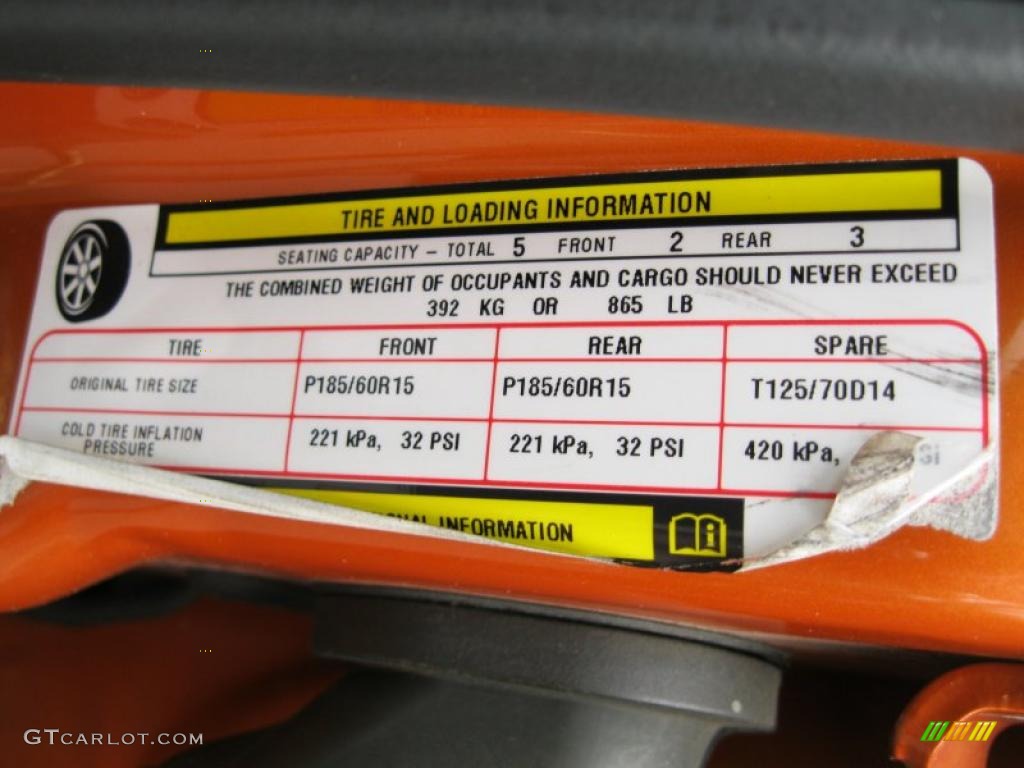 TIRE AND LOADING INFORMATION
SEATING CAPACITY – TOTAL 5 FRONT 2 REAR 3
THE COMBINED WEIGHT OF OCCUPANTS AND CARGO SHOULD NEVER EXCEED
392 KG OR 865 LB
TIRE FRONT REAR SPARE
ORIGINAL TIRE SIZE P185/60R15 P185/60R15 T125/70D14
COLD TIRE INFLATION PRESSURE 221 kPa, 32 PSI 221 kPa, 32 PSI 420 kPa,
INFORMATION
GTCARLOT.COM